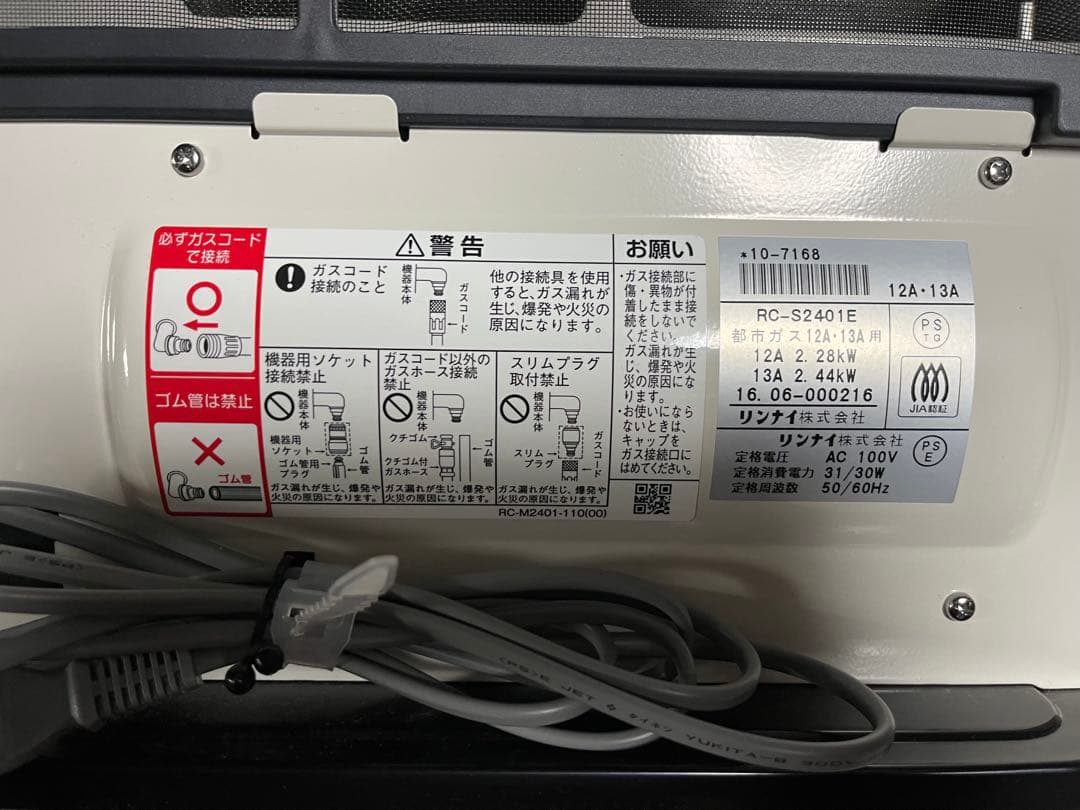 必ずガスコード
で接続
ゴム管は禁止
ゴム管
警告
ガスコード
接続のこと
機器本体
ガスコード
他の接続具を使用
すると、ガス漏れが
生じ、爆発や火災の
原因になります。
機器用ソケット
接続禁止
機器本体
機器用
ソケット
ゴム管用
プラグ
ゴム管
ガス漏れが生じ、爆発や
火災の原因になります。
ガスコード以外の
ガスホース接続
禁止
機器本体
クチゴム
クチゴム付
ガスホース
ゴム管
ガス漏れが生じ、爆発や
火災の原因になります。
スリムプラグ
取付禁止
機器本体
スリム
プラグ
ガスコード
ガス漏れが生じ、爆発や
火災の原因になります。
RC-M2401-110(00)
お願い
・ガス接続部に
傷・異物が付
着したまま接
続をしないで
ください。
ガス漏れが生
じ、爆発や火
災の原因にな
ります。
・お使いになら
ないときは、
キャップを
ガス接続口に
はめてください。
*10-7168
12A・13A
RC-S2401E
都市ガス12A・13A用
12A 2.28kW
13A 2.44kW
16.06-000216
リンナイ株式会社
PS
TG
JIA認証
リンナイ株式会社
定格電圧 AC 100V
定格消費電力 31/30W
定格周波数 50/60Hz
PS
E
(PS)E JET タイキン YUKITA-B 300V